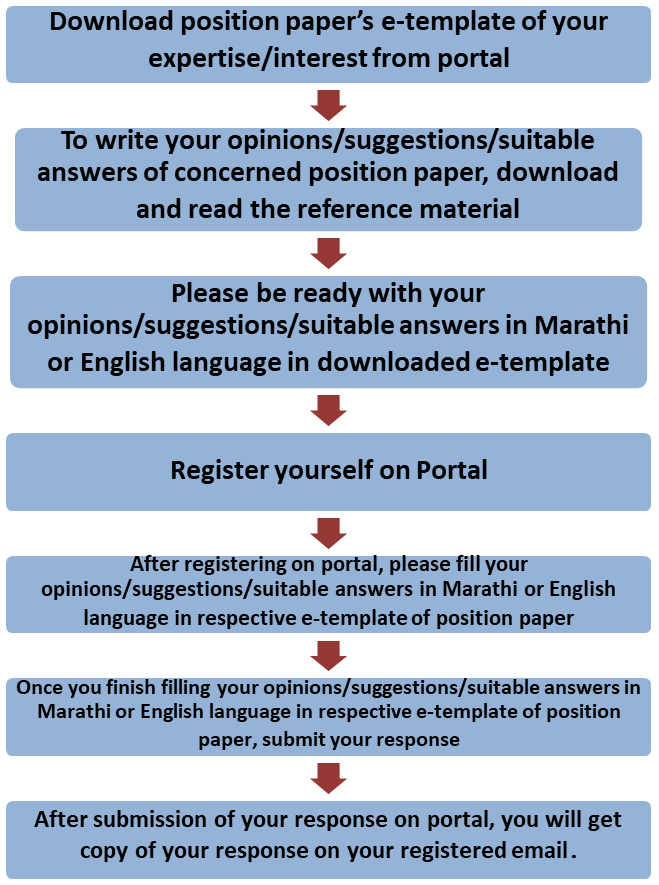 Download position paper’s e-template of your
expertise/interest from portal
To write your opinions/suggestions/suitable
answers of concerned position paper, download
and read the reference material
Please be ready with your
opinions/suggestions/suitable answers in Marathi
or English language in downloaded e-template
Register yourself on Portal
After registering on portal, please fill your
opinions/suggestions/suitable answers in Marathi or English
language in respective e-template of position paper
Once you finish filling your opinions/suggestions/suitable answers in
Marathi or English language in respective e-template of position
paper, submit your response
After submission of your response on portal, you will get
copy of your response on your registered email.